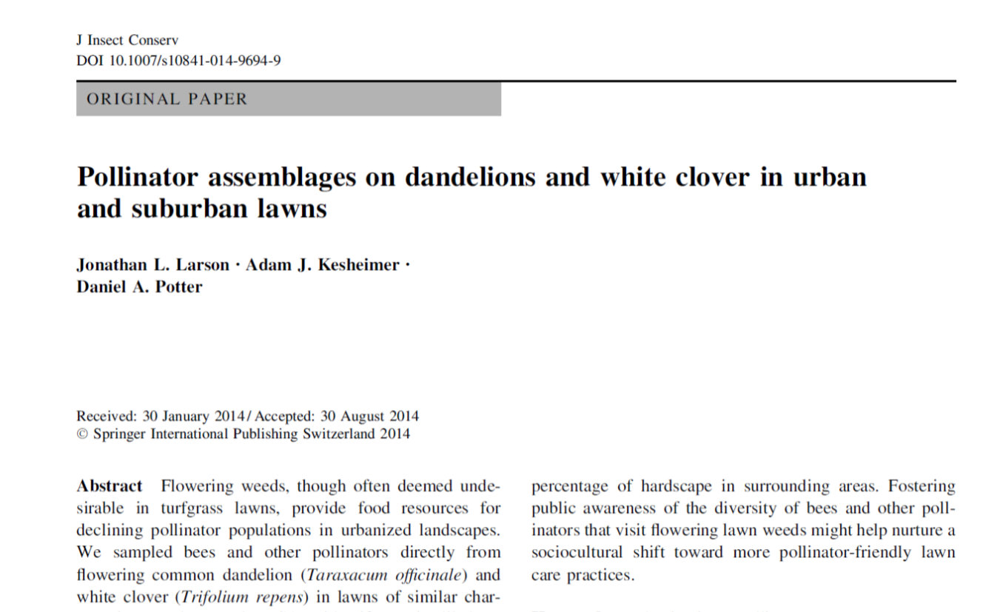 J Insect Conserv
DOI 10.1007/s10841-014-9694-9
ORIGINAL PAPER
Pollinator assemblages on dandelions and white clover in urban
and suburban lawns
Jonathan L. Larson · Adam J. Kesheimer ·
Daniel A. Potter
Received: 30 January 2014 / Accepted: 30 August 2014
© Springer International Publishing Switzerland 2014
Abstract Flowering weeds, though often deemed unde-
sirable in turfgrass lawns, provide food resources for
declining pollinator populations in urbanized landscapes.
We sampled bees and other pollinators directly from
flowering common dandelion (Taraxacum officinale) and
white clover (Trifolium repens) in lawns of similar char-
percentage of hardscape in surrounding areas. Fostering
public awareness of the diversity of bees and other poll-
inators that visit flowering lawn weeds might help nurture a
sociocultural shift toward more pollinator-friendly lawn
care practices.